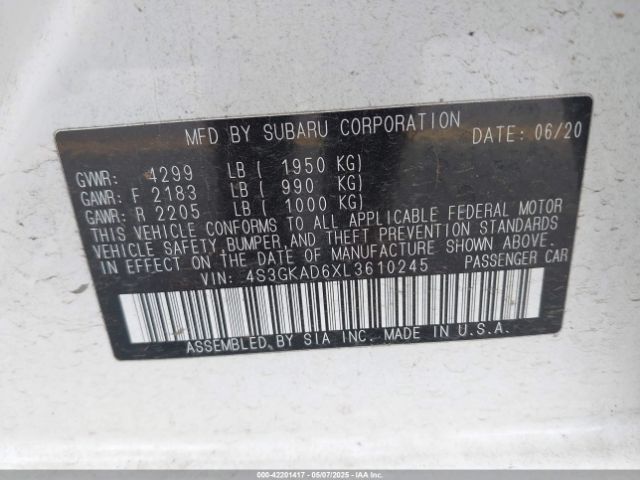 MFD BY SUBARU CORPORATION DATE: 06/20
GVWR: 4299 LB ( 1950 KG)
GAWR: F 2183 LB ( 990 KG)
GAWR: R 2205 LB ( 1000 KG)
THIS VEHICLE CONFORMS TO ALL APPLICABLE FEDERAL MOTOR
VEHICLE SAFETY, BUMPER, AND THEFT PREVENTION STANDARDS
IN EFFECT ON THE DATE OF MANUFACTURE SHOWN ABOVE.
VIN: 4S3GKAD6XL3610245 PASSENGER CAR
ASSEMBLED BY SIA INC. MADE IN U.S.A.
000-42201417 - 05/07/2025 - IAAI.COM